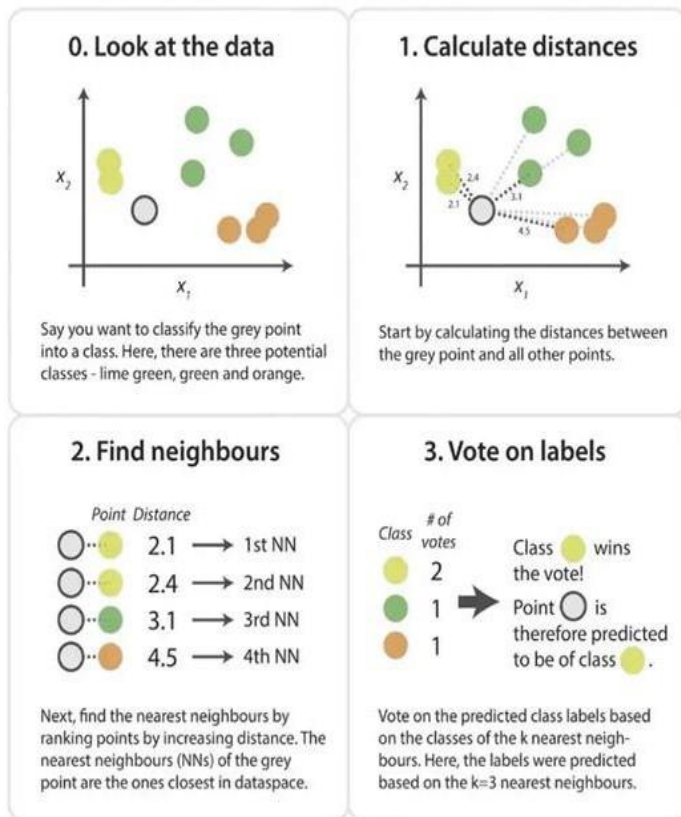 0. Look at the data
X2
X1
Say you want to classify the grey point
into a class. Here, there are three potential
classes - lime green, green and orange.
1. Calculate distances
X2
2.4
2.1
3.1
4.5
X1
Start by calculating the distances between
the grey point and all other points.
2. Find neighbours
Point Distance
2.1 → 1st NN
2.4 → 2nd NN
3.1 → 3rd NN
4.5 → 4th NN
Next, find the nearest neighbours by
ranking points by increasing distance. The
nearest neighbours (NNs) of the grey
point are the ones closest in dataspace.
3. Vote on labels
Class # of votes
2
1
1
Class wins
the vote!
Point is
therefore predicted
to be of class .
Vote on the predicted class labels based
on the classes of the k nearest neigh-
bours. Here, the labels were predicted
based on the k=3 nearest neighbours.